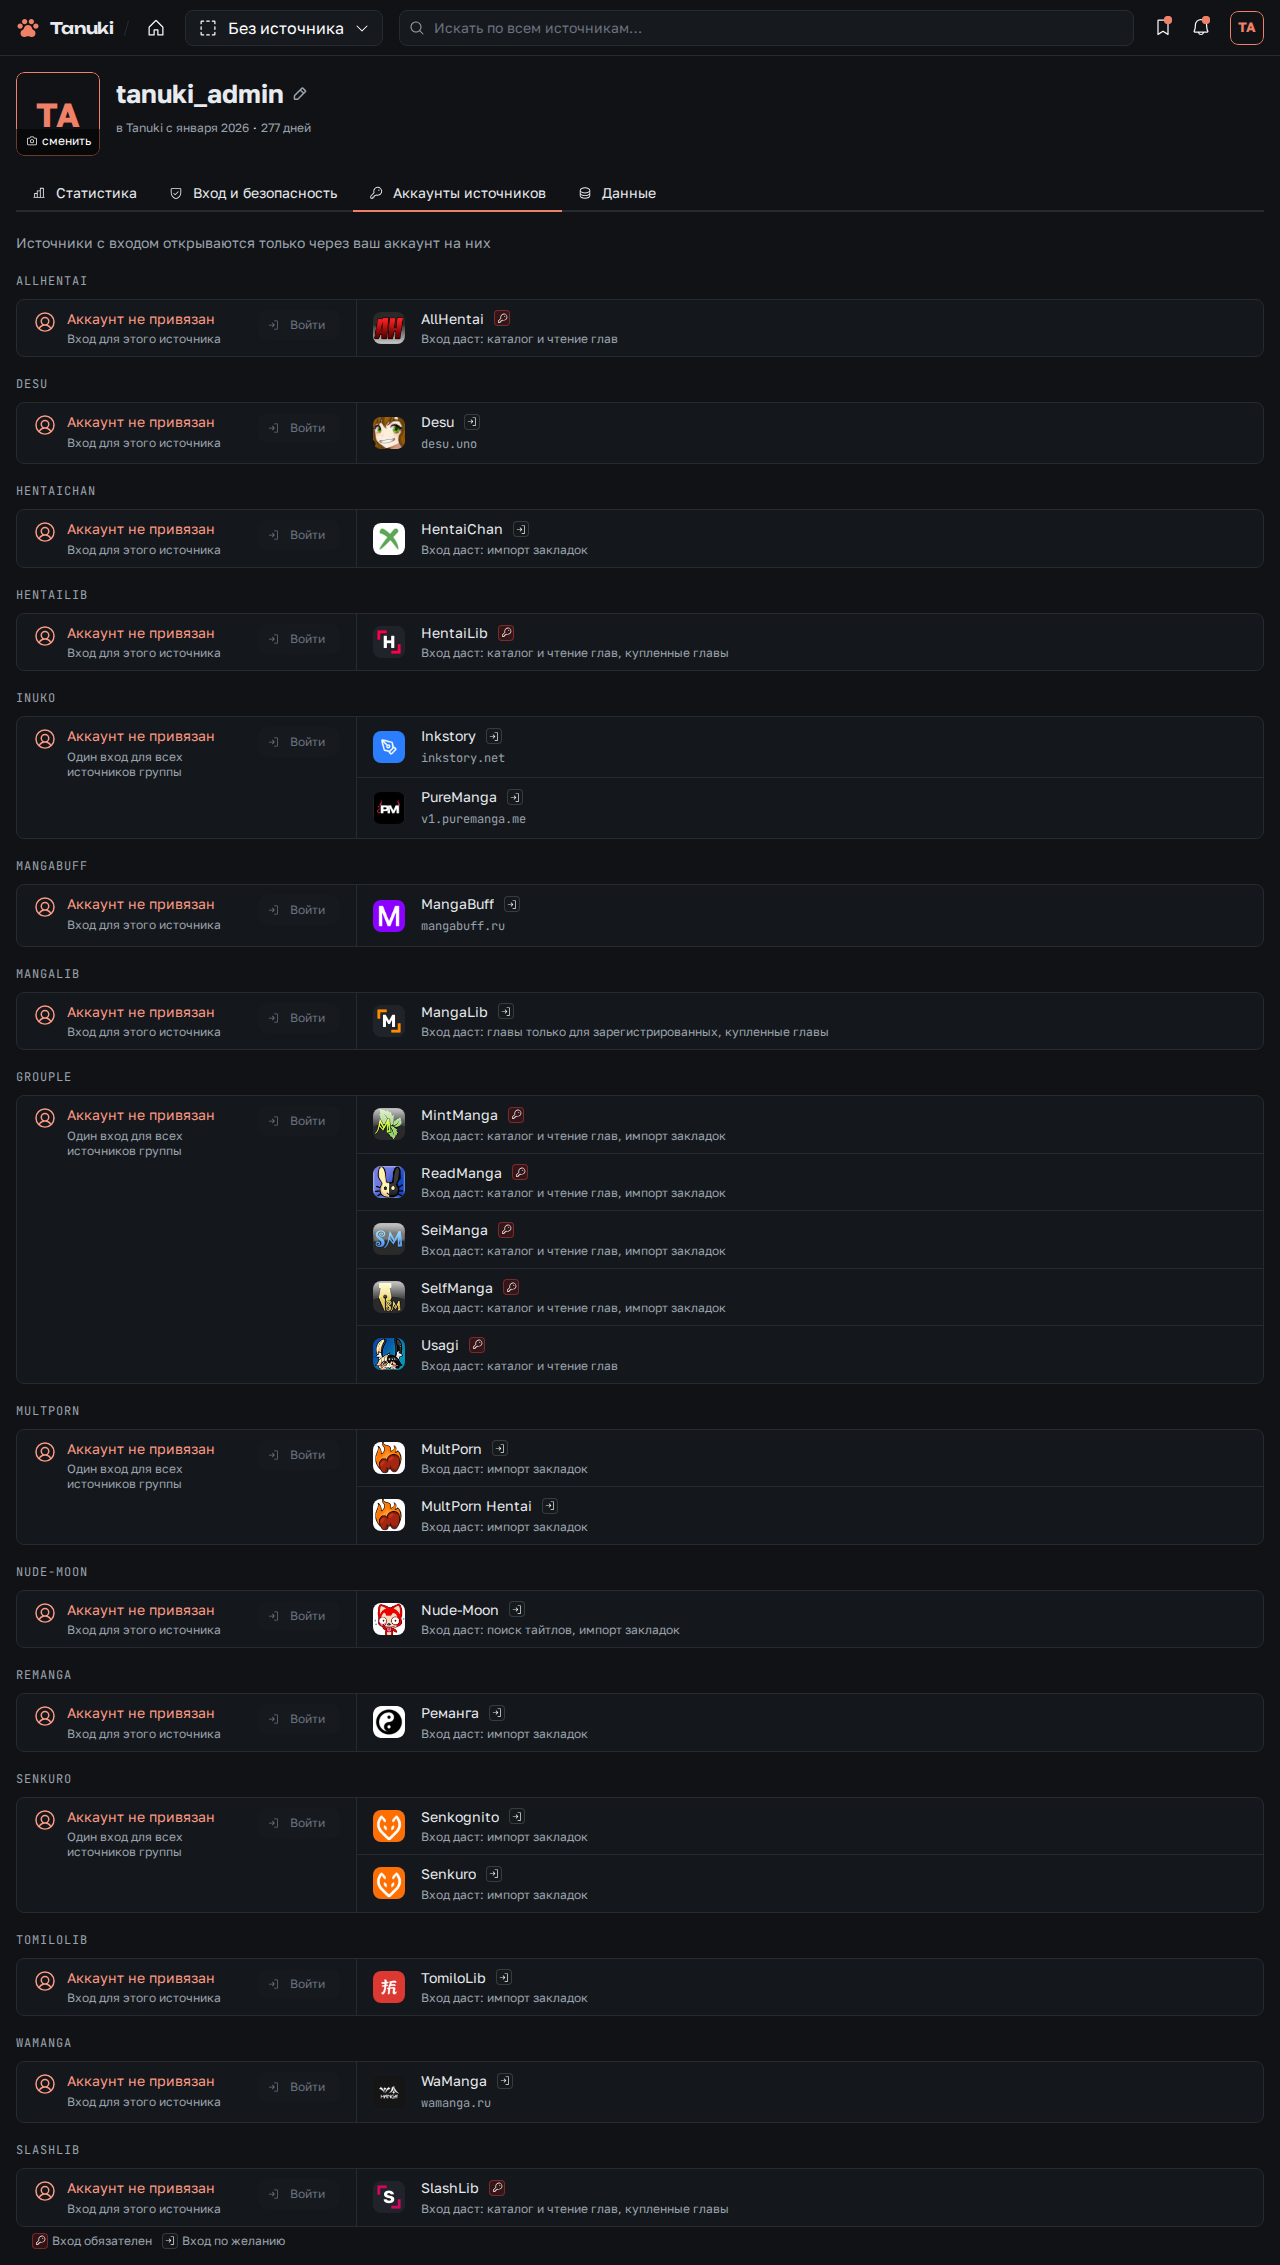 Tanuki / Без источника Искать по всем источникам... TA
TA
сменить
tanuki_admin
в Tanuki с января 2026 • 277 дней
Статистика Вход и безопасность Аккаунты источников Данные
Источники с входом открываются только через ваш аккаунт на них
ALLHENTAI
Аккаунт не привязан Войти
Вход для этого источника
AllHentai
Вход даст: каталог и чтение глав
DESU
Аккаунт не привязан Войти
Вход для этого источника
Desu
desu.uno
HENTAICHAN
Аккаунт не привязан Войти
Вход для этого источника
HentaiChan
Вход даст: импорт закладок
HENTAILIB
Аккаунт не привязан Войти
Вход для этого источника
H
HentaiLib
Вход даст: каталог и чтение глав, купленные главы
INUKO
Аккаунт не привязан Войти
Один вход для всех
источников группы
Inkstory
inkstory.net
PM
PureManga
v1.puremanga.me
MANGABUFF
Аккаунт не привязан Войти
Вход для этого источника
M
MangaBuff
mangabuff.ru
MANGALIB
Аккаунт не привязан Войти
Вход для этого источника
M
MangaLib
Вход даст: главы только для зарегистрированных, купленные главы
GROUPLE
Аккаунт не привязан Войти
Один вход для всех
источников группы
MintManga
Вход даст: каталог и чтение глав, импорт закладок
ReadManga
Вход даст: каталог и чтение глав, импорт закладок
SM
SeiManga
Вход даст: каталог и чтение глав, импорт закладок
SelfManga
Вход даст: каталог и чтение глав, импорт закладок
Usagi
Вход даст: каталог и чтение глав
MULTPORN
Аккаунт не привязан Войти
Один вход для всех
источников группы
MultPorn
Вход даст: импорт закладок
MultPorn Hentai
Вход даст: импорт закладок
NUDE-MOON
Аккаунт не привязан Войти
Вход для этого источника
Nude-Moon
Вход даст: поиск тайтлов, импорт закладок
REMANGA
Аккаунт не привязан Войти
Вход для этого источника
Реманга
Вход даст: импорт закладок
SENKURO
Аккаунт не привязан Войти
Один вход для всех
источников группы
Senkognito
Вход даст: импорт закладок
Senkuro
Вход даст: импорт закладок
TOMILOLIB
Аккаунт не привязан Войти
Вход для этого источника
TomiloLib
Вход даст: импорт закладок
WAMANGA
Аккаунт не привязан Войти
Вход для этого источника
WaManga
wamanga.ru
SLASHLIB
Аккаунт не привязан Войти
Вход для этого источника
S
SlashLib
Вход даст: каталог и чтение глав, купленные главы
Вход обязателен Вход по желанию